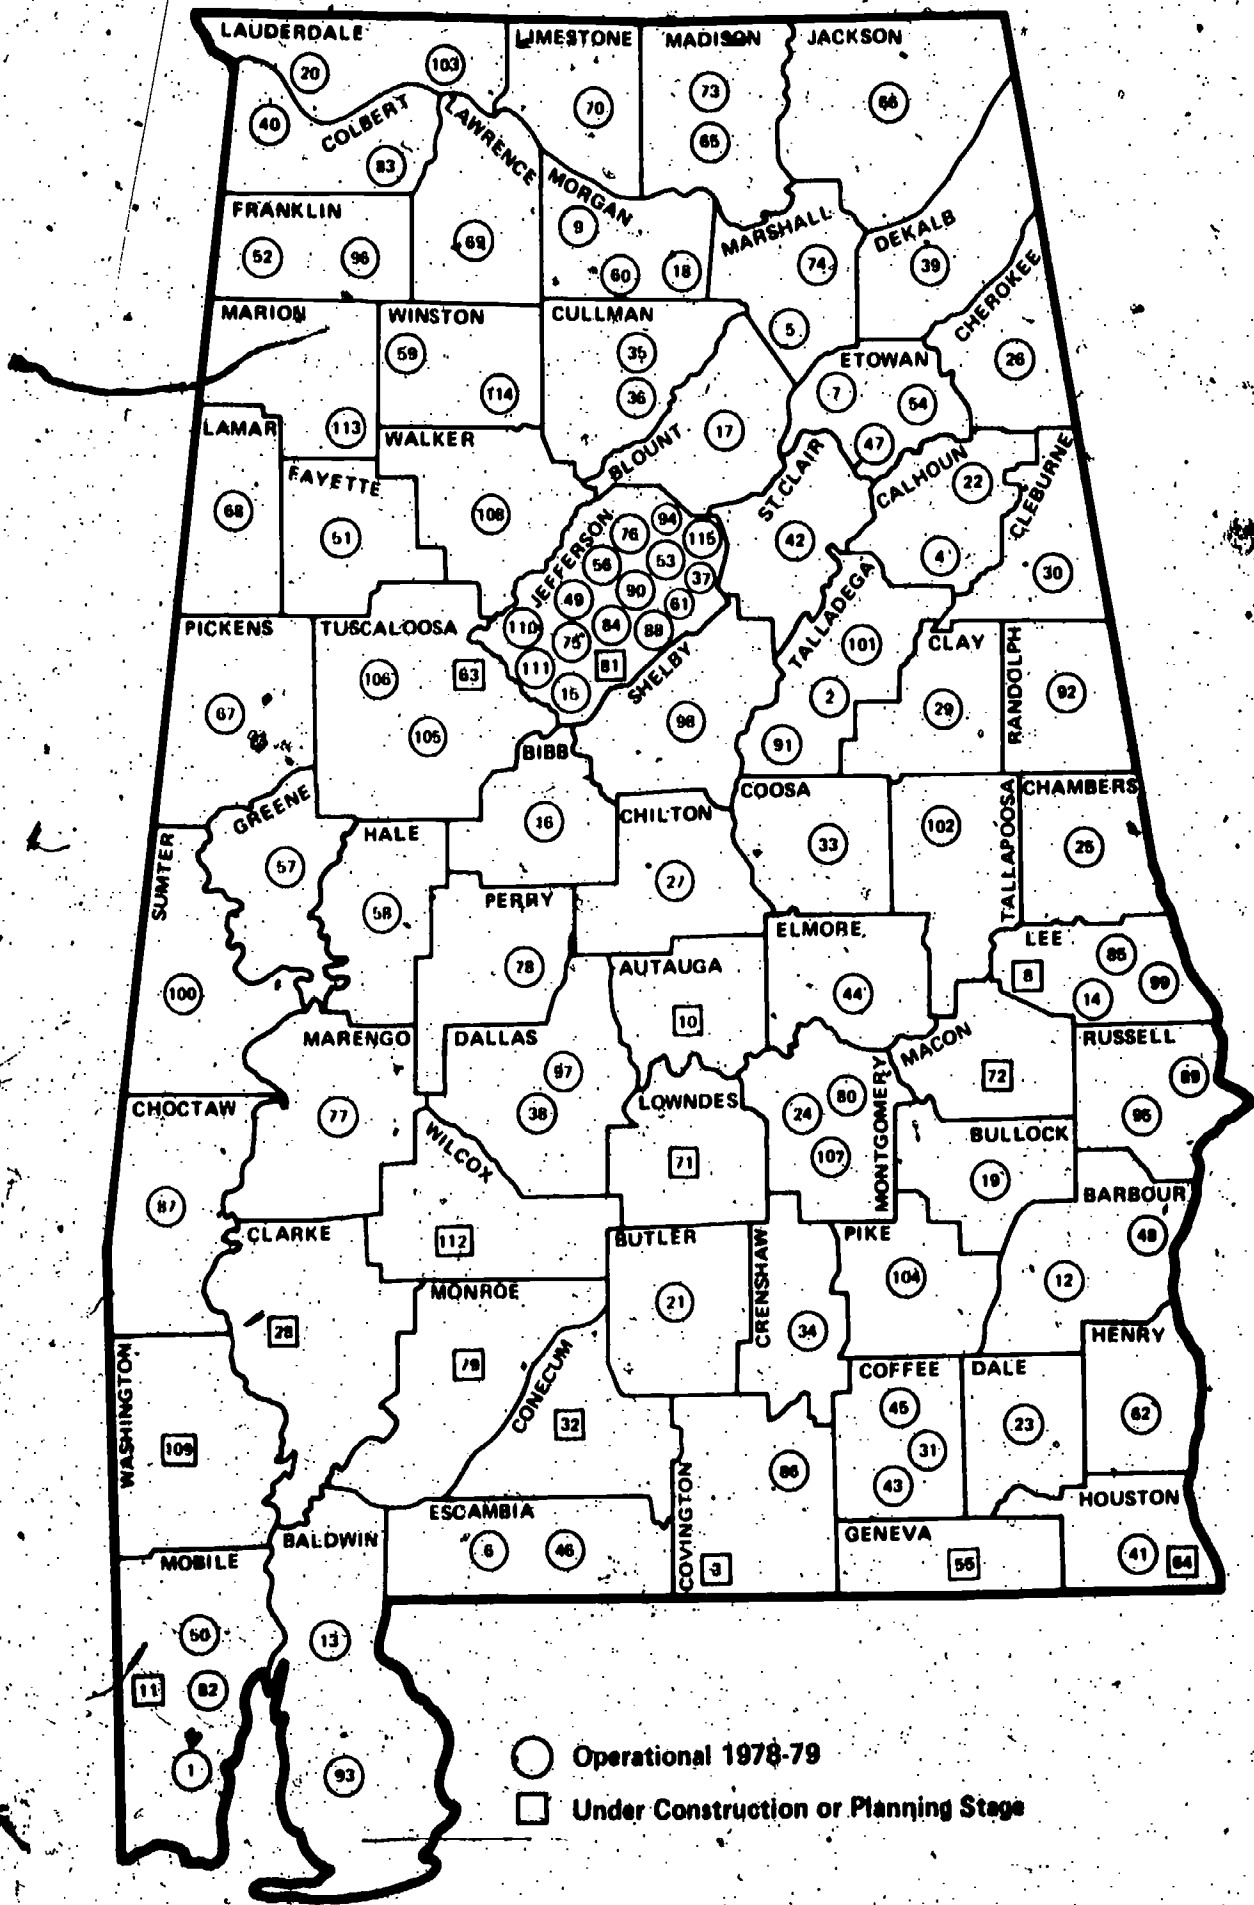 LAUDERDALE
LIMESTONE
MADISON
JACKSON
20
103
70
73
65
66
40
COLBERT
83
LAWRENCE
FRANKLIN
52
96
69
MORGAN
9
60
18
MARSHALL
74
5
DEKALB
39
CHEROKEE
26
MARION
113
WINSTON
59
114
CULLMAN
35
36
BLOUNT
17
ETOWAN
7
54
47
LAMAR
68
FAYETTE
51
WALKER
108
JEFFERSON
94
76
115
56
53
37
49
90
61
110
75
84
88
111
81
15
ST.CLAIR
42
CALHOUN
22
4
CLEBURNE
30
PICKENS
67
TUSCALOOSA
106
63
105
SHELBY
98
TALLADEGA
101
2
91
CLAY
29
RANDOLPH
92
BIBB
16
GREENE
57
HALE
58
CHILTON
27
COOSA
33
102
TALLAPOOSA
CHAMBERS
25
SUMTER
100
PERRY
78
AUTAUGA
10
ELMORE
44
LEE
8
85
14
99
MARENGO
77
DALLAS
97
38
LOWNDES
71
MONTGOMERY
24
80
107
MACON
72
RUSSELL
89
95
CHOCTAW
87
WILCOX
112
BULLOCK
19
BARBOUR
48
12
CLARKE
28
MONROE
79
BUTLER
21
CRENSHAW
34
PIKE
104
HENRY
62
WASHINGTON
109
CONECUM
32
COFFEE
45
31
43
DALE
23
COVINGTON
86
3
HOUSTON
41
64
GENEVA
55
ESCAMBIA
6
46
MOBILE
50
11
82
1
BALDWIN
13
93
Operational 1978-79
Under Construction or Planning Stage